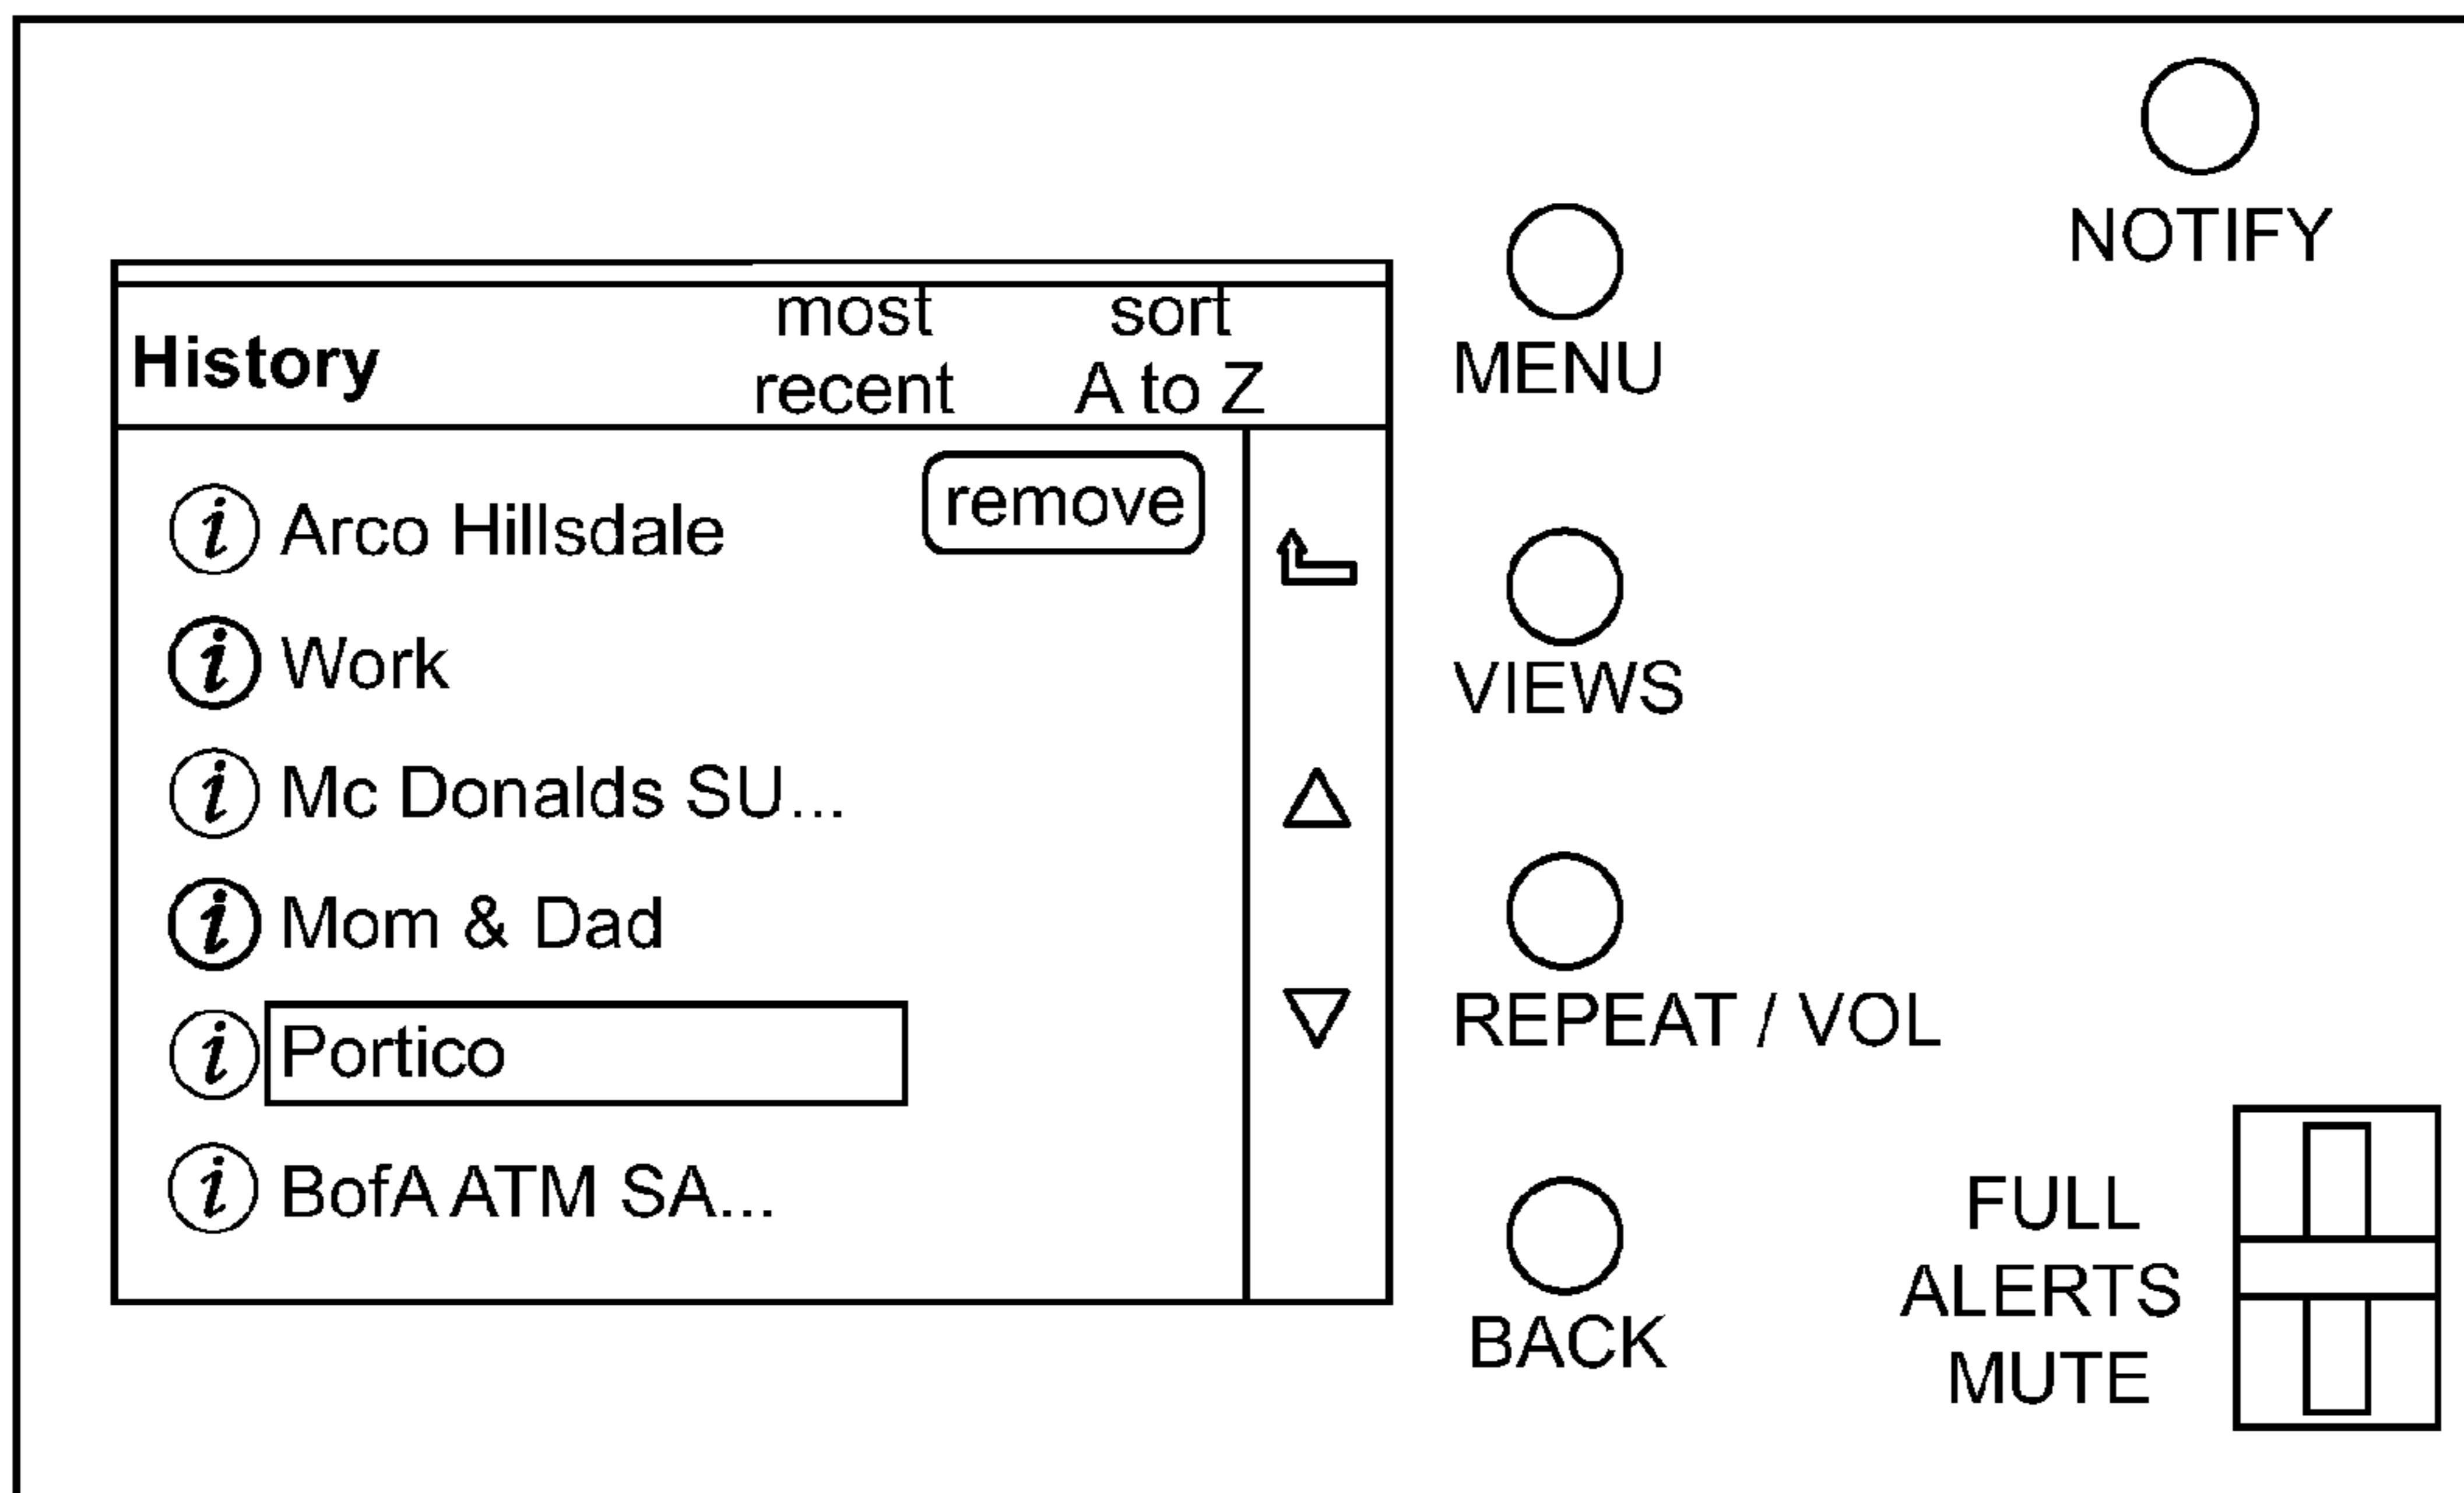 NOTIFY
MENU
History
most
recent
sort
A to Z
remove
i Arco Hillsdale
i Work
i Mc Donalds SU...
i Mom & Dad
i Portico
i BofA ATM SA...
VIEWS
REPEAT / VOL
BACK
FULL
ALERTS
MUTE